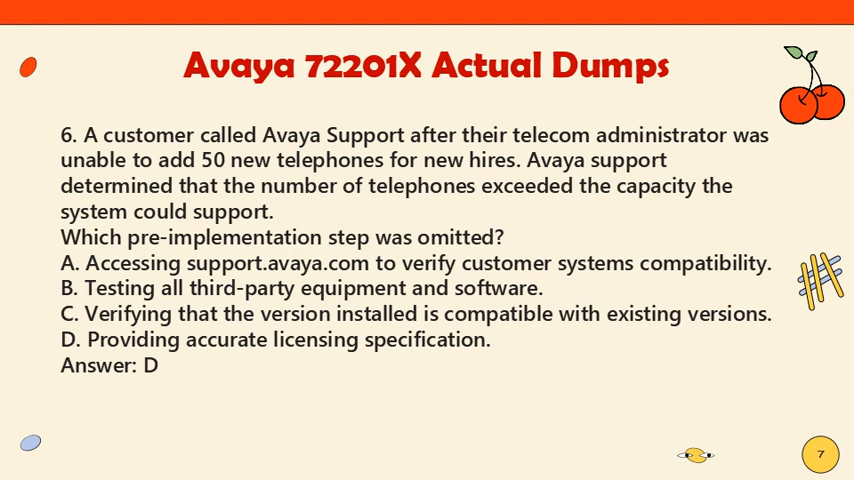 Avaya 72201X Actual Dumps
6. A customer called Avaya Support after their telecom administrator was
unable to add 50 new telephones for new hires. Avaya support
determined that the number of telephones exceeded the capacity the
system could support.
Which pre-implementation step was omitted?
A. Accessing support.avaya.com to verify customer systems compatibility.
B. Testing all third-party equipment and software.
C. Verifying that the version installed is compatible with existing versions.
D. Providing accurate licensing specification.
Answer: D
7